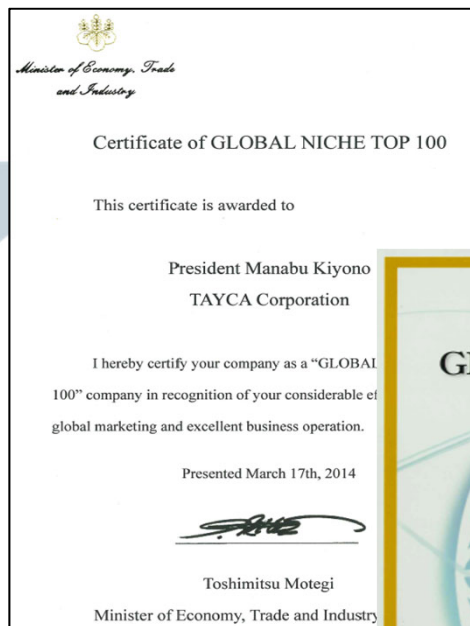 Minister of Economy, Trade
and Industry
Certificate of GLOBAL NICHE TOP 100
This certificate is awarded to
President Manabu Kiyono
TAYCA Corporation
I hereby certify your company as a “GLOBAL
100” company in recognition of your considerable ef
global marketing and excellent business operation.
Presented March 17th, 2014
Toshimitsu Motegi
Minister of Economy, Trade and Industry